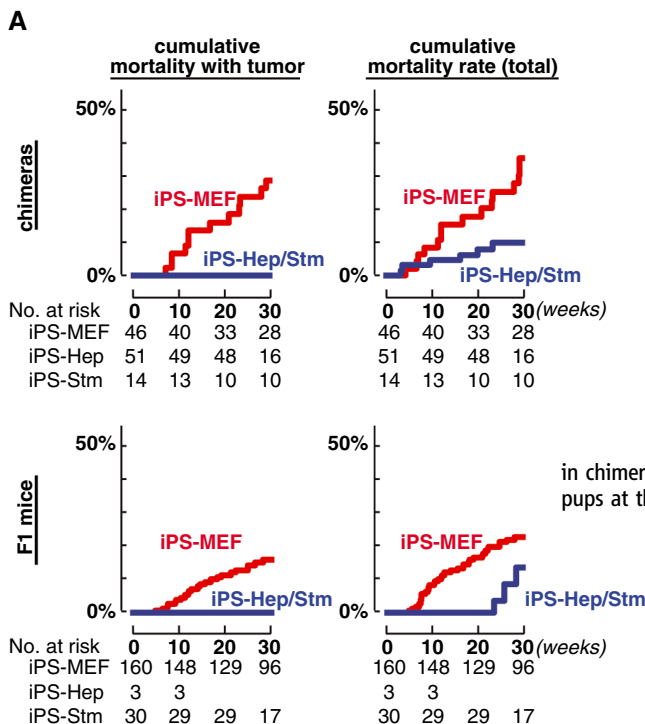 A
cumulative
mortality with tumor
cumulative
mortality rate (total)
chimeras
50%
iPS-MEF
iPS-Hep/Stm
0%
50%
iPS-MEF
iPS-Hep/Stm
0%
No. at risk 0 10 20 30 0 10 20 30 (weeks)
iPS-MEF 46 40 33 28 46 40 33 28
iPS-Hep 51 49 48 16 51 49 48 16
iPS-Stm 14 13 10 10 14 13 10 10
F1 mice
50%
iPS-MEF
iPS-Hep/Stm
0%
50%
iPS-MEF
iPS-Hep/Stm
0%
in chimer
pups at th
No. at risk 0 10 20 30 0 10 20 30 (weeks)
iPS-MEF 160 148 129 96 160 148 129 96
iPS-Hep 3 3 3 3
iPS-Stm 30 29 29 17 30 29 29 17